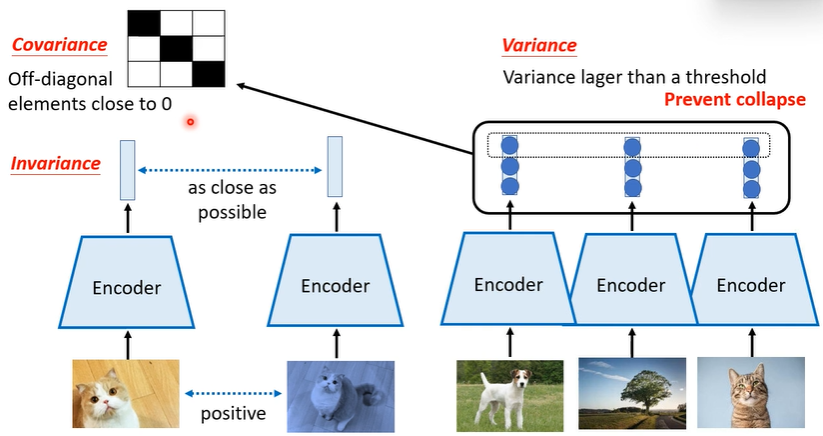 Covariance
Off-diagonal
elements close to 0
Variance
Variance lager than a threshold
Prevent collapse
Invariance
as close as
possible
Encoder
Encoder
Encoder
Encoder
Encoder
positive